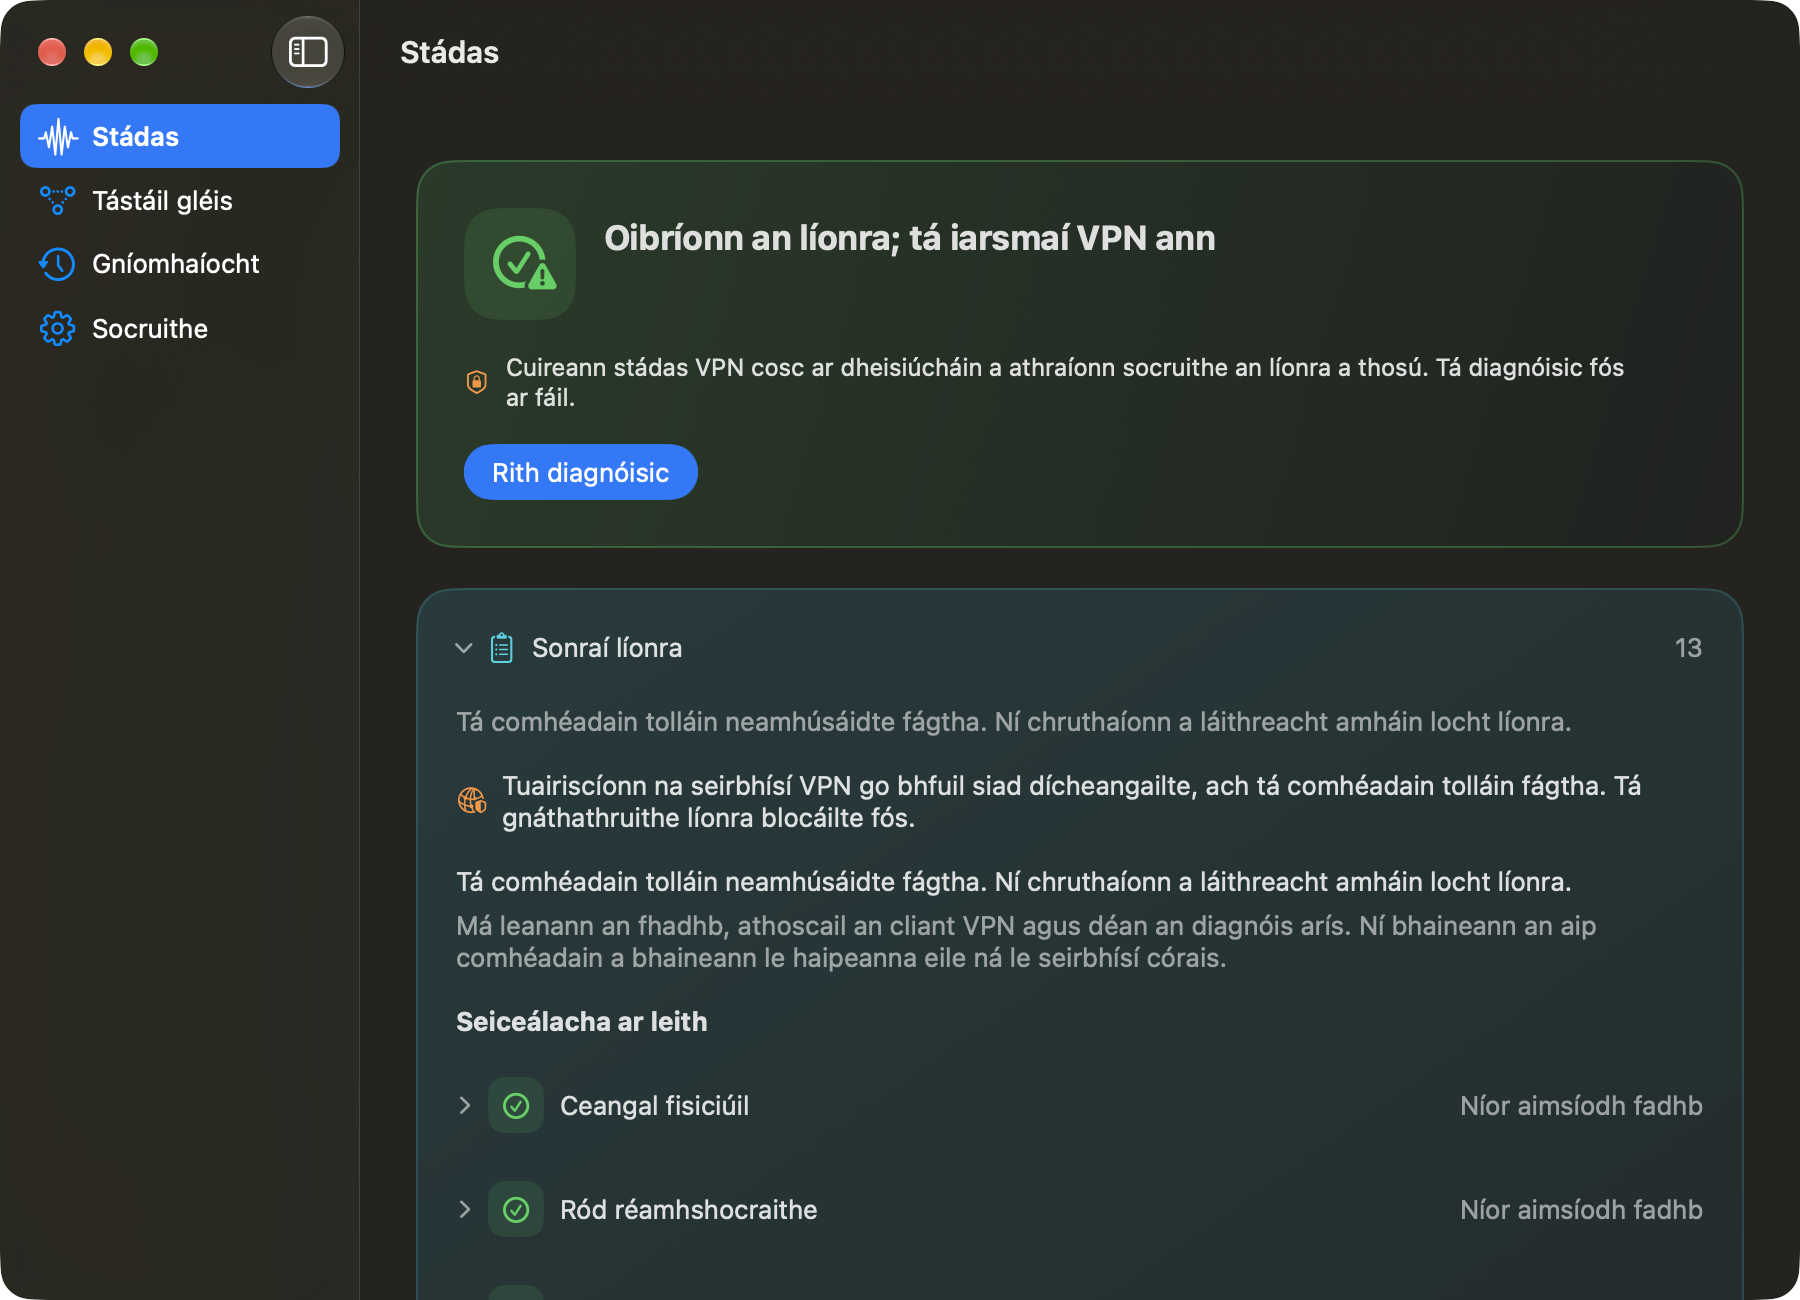 Stádas
Stádas
Tástáil gléis
Gníomhaíocht
Socruithe
Oibríonn an líonra; tá iarsmaí VPN ann
Cuireann stádas VPN cosc ar dheisiúcháin a athraíonn socruithe an líonra a thosú. Tá diagnóisic fós
ar fáil.
Rith diagnóisic
Sonraí líonra
13
Tá comhéadain tolláin neamhúsáidte fágtha. Ní chruthaíonn a láithreacht amháin locht líonra.
Tuairiscíonn na seirbhísí VPN go bhfuil siad dícheangailte, ach tá comhéadain tolláin fágtha. Tá
gnáthathruithe líonra blocáilte fós.
Tá comhéadain tolláin neamhúsáidte fágtha. Ní chruthaíonn a láithreacht amháin locht líonra.
Má leanann an fhadhb, athoscail an cliant VPN agus déan an diagnóis arís. Ní bhaineann an aip
comhéadain a bhaineann le haipeanna eile ná le seirbhísí córais.
Seiceálacha ar leith
Ceangal fisiciúil
Níor aimsíodh fadhb
Ród réamhshocraithe
Níor aimsíodh fadhb